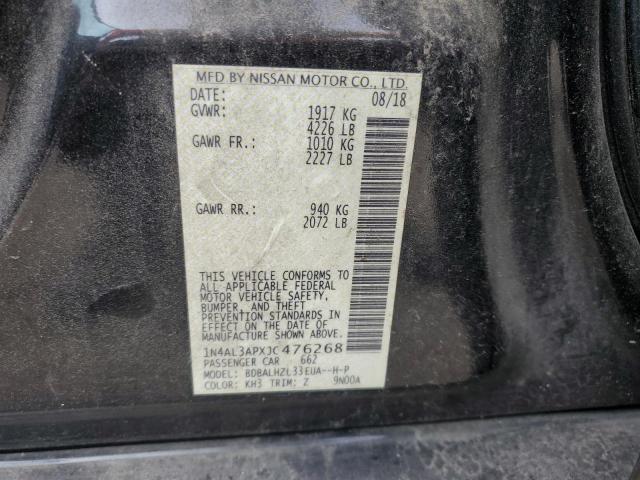 MFD BY NISSAN MOTOR CO., LTD.
DATE: 08/18
GVWR: 1917 KG
4226 LB
GAWR FR.: 1010 KG
2227 LB
GAWR RR.: 940 KG
2072 LB
THIS VEHICLE CONFORMS TO
ALL APPLICABLE FEDERAL
MOTOR VEHICLE SAFETY,
BUMPER, AND THEFT
PREVENTION STANDARDS IN
EFFECT ON THE DATE OF
MANUFACTURE SHOWN ABOVE.
1N4AL3APXJC476268
PASSENGER CAR 662
MODEL: BDBALHZL33EUA--H-P
COLOR: KH3 TRIM: Z 9N00A